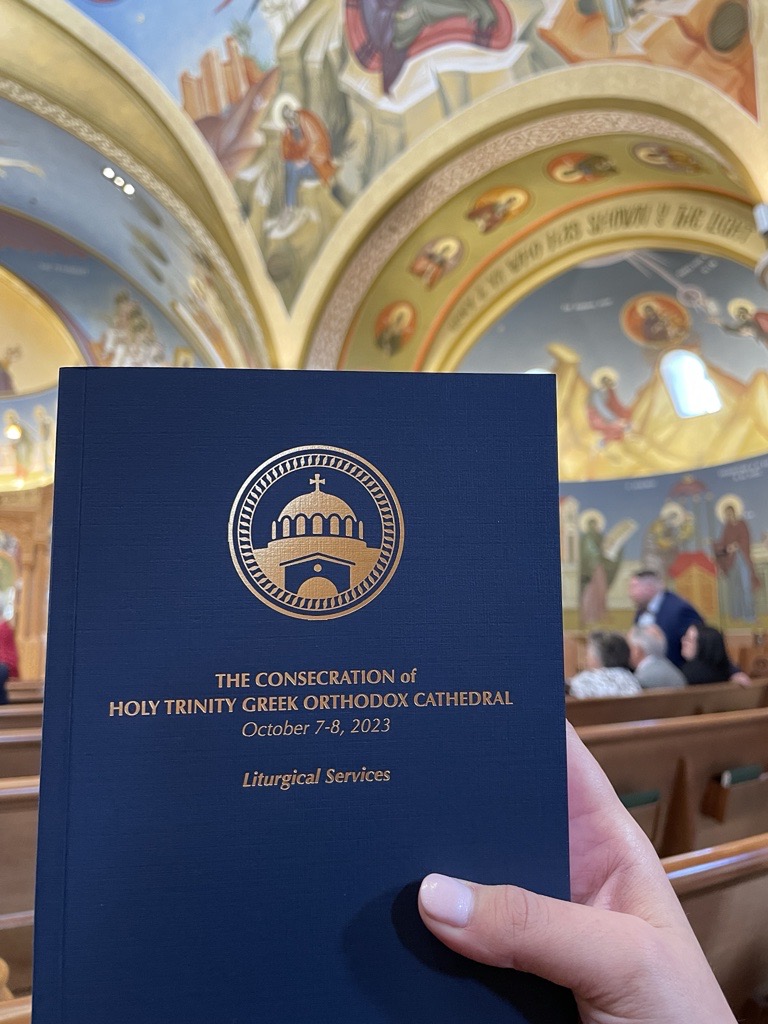 THE CONSECRATION of
HOLY TRINITY GREEK ORTHODOX CATHEDRAL
October 7-8, 2023
Liturgical Services